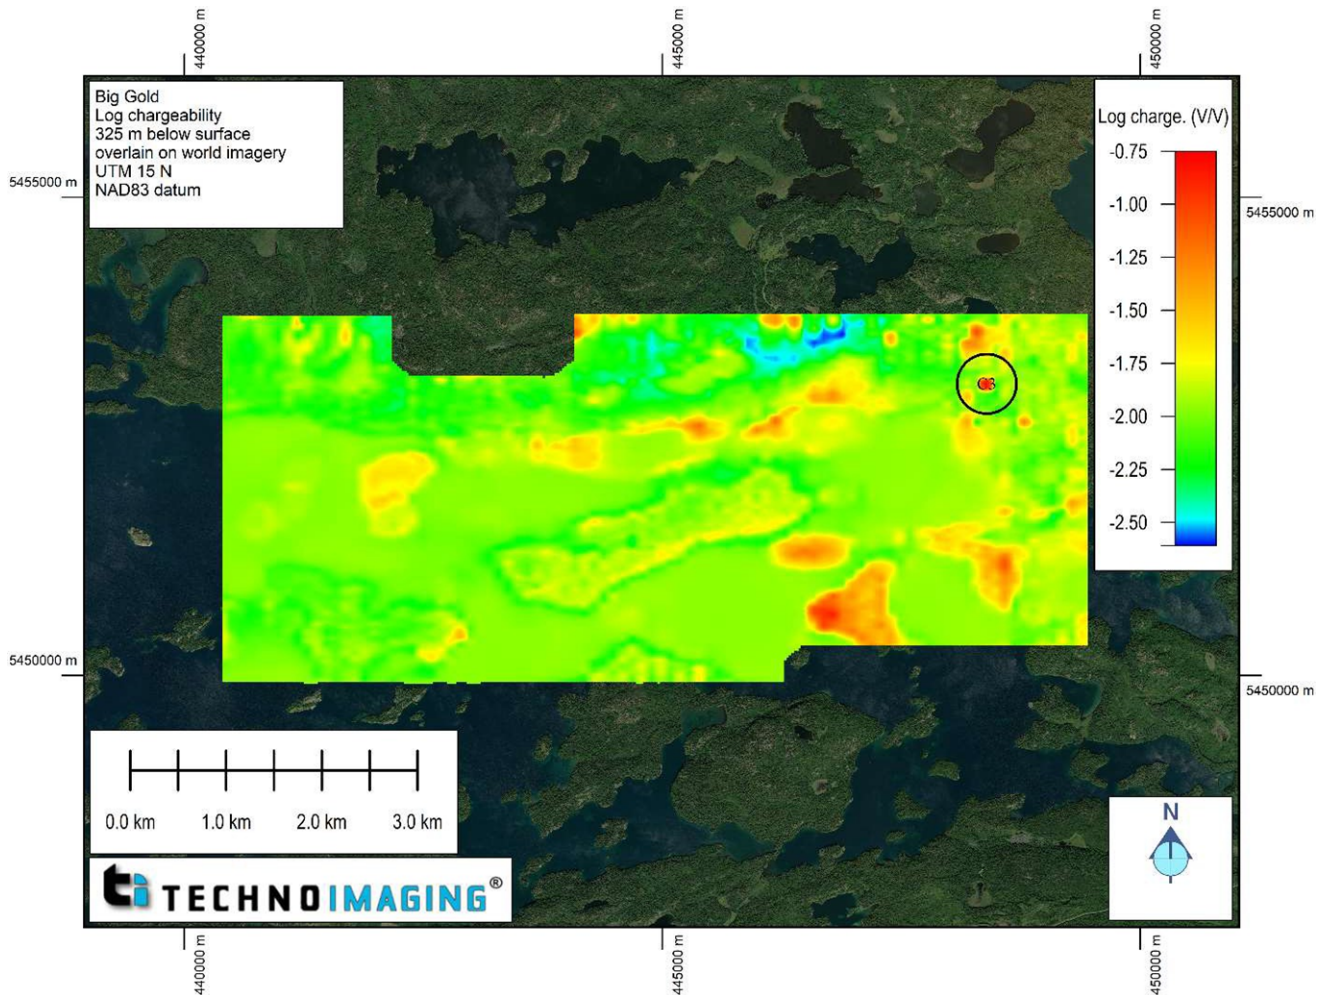 440000 m
445000 m
450000 m
Big Gold
Log chargeability
325 m below surface
overlain on world imagery
UTM 15 N
NAD83 datum
Log charge. (V/V)
-0.75
-1.00
-1.25
-1.50
-1.75
-2.00
-2.25
-2.50
5455000 m
5455000 m
C3
5450000 m
5450000 m
0.0 km 1.0 km 2.0 km 3.0 km
N
ti TECHNOIMAGING®
440000 m
445000 m
450000 m